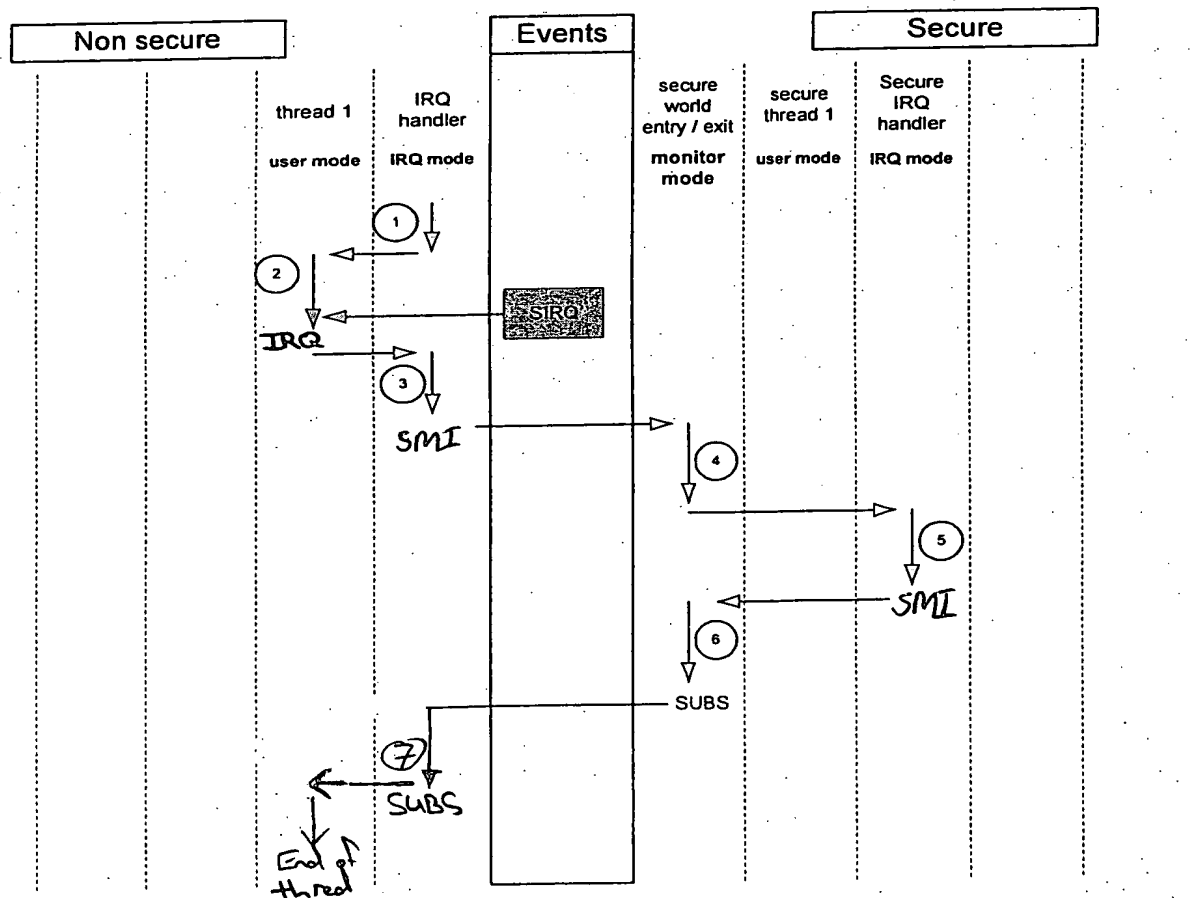 Non secure
Events
Secure
thread 1
user mode
IRQ
handler
IRQ mode
secure
world
entry / exit
monitor
mode
secure
thread 1
user mode
Secure
IRQ
handler
IRQ mode
1
2
SIRQ
IRQ
3
SMI
4
5
SMI
6
SUBS
7
SUBS
End of
thread